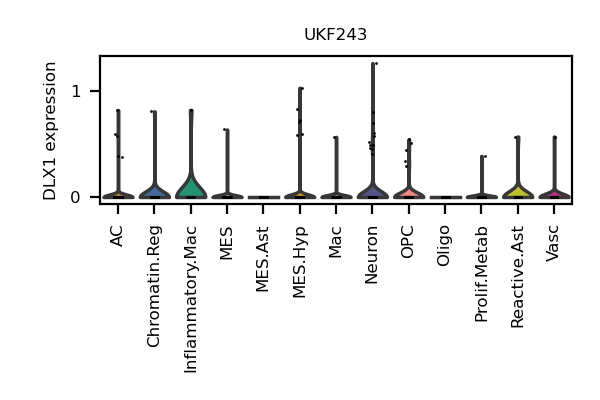 UKF243
DLX1 expression
1
0
AC
Chromatin.Reg
Inflammatory.Mac
MES
MES.Ast
MES.Hyp
Mac
Neuron
OPC
Oligo
Prolif.Metab
Reactive.Ast
Vasc